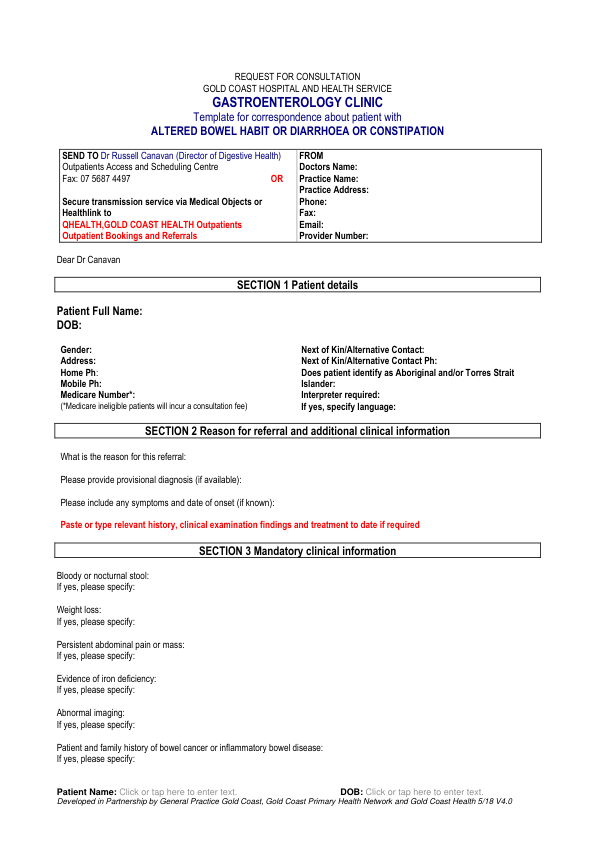 REQUEST FOR CONSULTATION
GOLD COAST HOSPITAL AND HEALTH SERVICE
GASTROENTEROLOGY CLINIC
Template for correspondence about patient with
ALTERED BOWEL HABIT OR DIARRHOEA OR CONSTIPATION
SEND TO Dr Russell Canavan (Director of Digestive Health)
Outpatients Access and Scheduling Centre
Fax: 07 5687 4497 OR
Secure transmission service via Medical Objects or
Healthlink to
QHEALTH,GOLD COAST HEALTH Outpatients
Outpatient Bookings and Referrals
FROM
Doctors Name:
Practice Name:
Practice Address:
Phone:
Fax:
Email:
Provider Number:
Dear Dr Canavan
SECTION 1 Patient details
Patient Full Name:
DOB:
Gender:
Address:
Home Ph:
Mobile Ph:
Medicare Number*:
(*Medicare ineligible patients will incur a consultation fee)
Next of Kin/Alternative Contact:
Next of Kin/Alternative Contact Ph:
Does patient identify as Aboriginal and/or Torres Strait
Islander:
Interpreter required:
If yes, specify language:
SECTION 2 Reason for referral and additional clinical information
What is the reason for this referral:
Please provide provisional diagnosis (if available):
Please include any symptoms and date of onset (if known):
Paste or type relevant history, clinical examination findings and treatment to date if required
SECTION 3 Mandatory clinical information
Bloody or nocturnal stool:
If yes, please specify:
Weight loss:
If yes, please specify:
Persistent abdominal pain or mass:
If yes, please specify:
Evidence of iron deficiency:
If yes, please specify:
Abnormal imaging:
If yes, please specify:
Patient and family history of bowel cancer or inflammatory bowel disease:
If yes, please specify:
Patient Name: Click or tap here to enter text. DOB: Click or tap here to enter text.
Developed in Partnership by General Practice Gold Coast, Gold Coast Primary Health Network and Gold Coast Health 5/18 V4.0